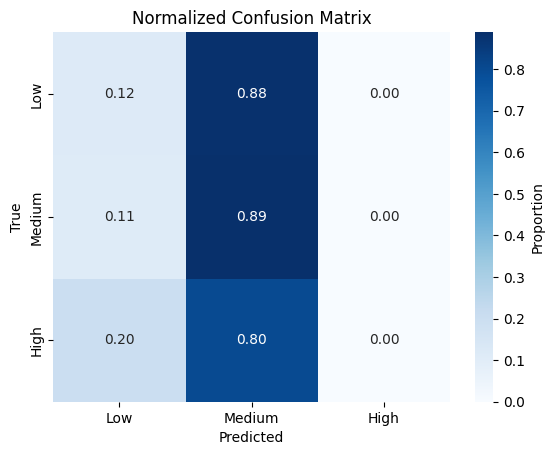 Normalized Confusion Matrix
True
Low
Medium
High
0.12 0.88 0.00
0.11 0.89 0.00
0.20 0.80 0.00
Low Medium High
Predicted
0.8
0.7
0.6
0.5
0.4
0.3
0.2
0.1
0.0
Proportion